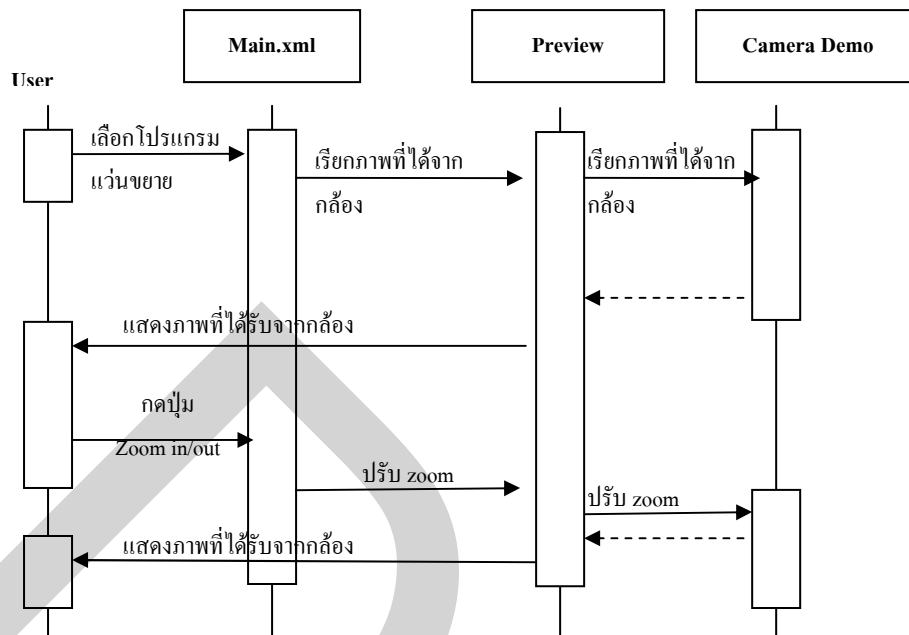 Main.xml
Preview
Camera Demo
User
เลือกโปรแกรม
แว่นขยาย
เรียกภาพที่ได้จาก
กล้อง
เรียกภาพที่ได้จาก
กล้อง
แสดงภาพที่ได้รับจากกล้อง
กดปุ่ม
Zoom in/out
ปรับ zoom
ปรับ zoom
แสดงภาพที่ได้รับจากกล้อง